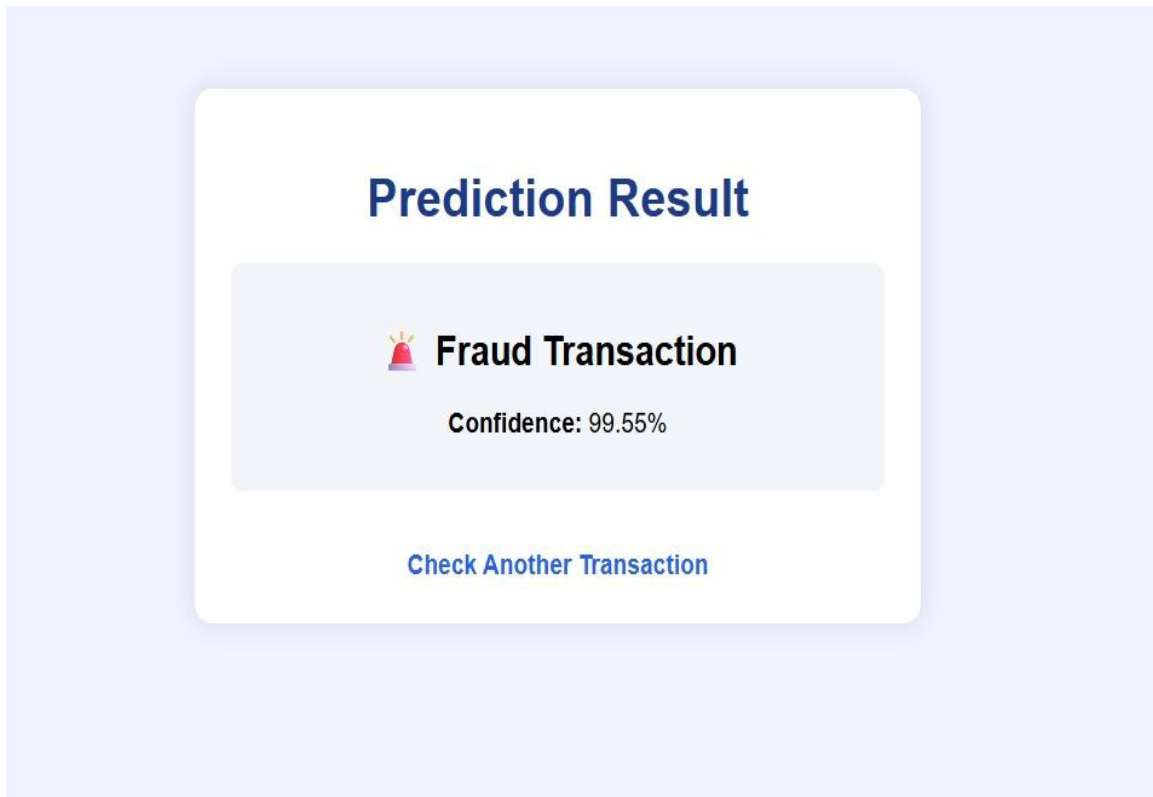 Prediction Result
🚨 Fraud Transaction
Confidence: 99.55%
Check Another Transaction